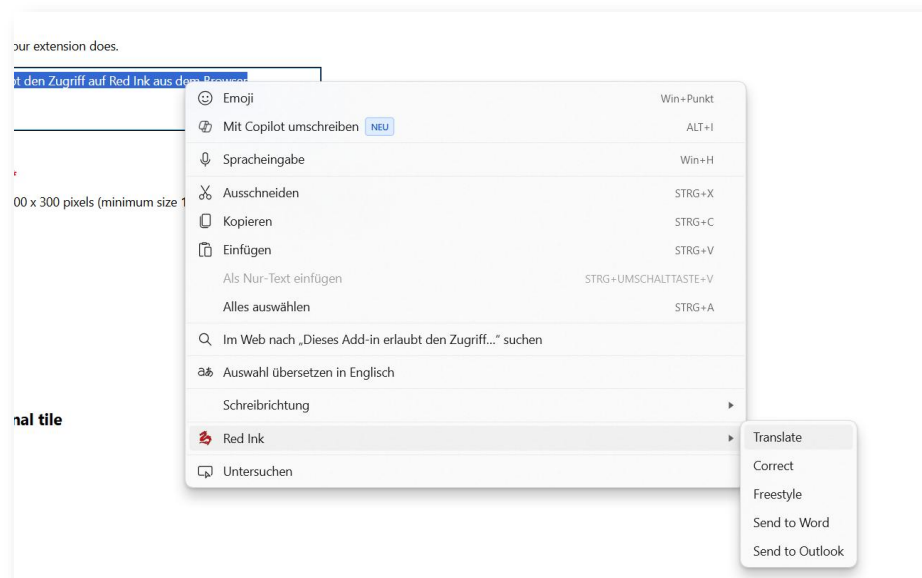 our extension does.
bt den Zugriff auf Red Ink aus dem Browser
Emoji Win+Punkt
Mit Copilot umschreiben NEU ALT+I
Spracheingabe Win+H
*
00 x 300 pixels (minimum size 1
Ausschneiden STRG+X
Kopieren STRG+C
Einfügen STRG+V
Als Nur-Text einfügen STRG+UMSCHALTTASTE+V
Alles auswählen STRG+A
Im Web nach „Dieses Add-in erlaubt den Zugriff...“ suchen
Auswahl übersetzen in Englisch
Schreibrichtung
nal tile
Red Ink
Untersuchen
Translate
Correct
Freestyle
Send to Word
Send to Outlook